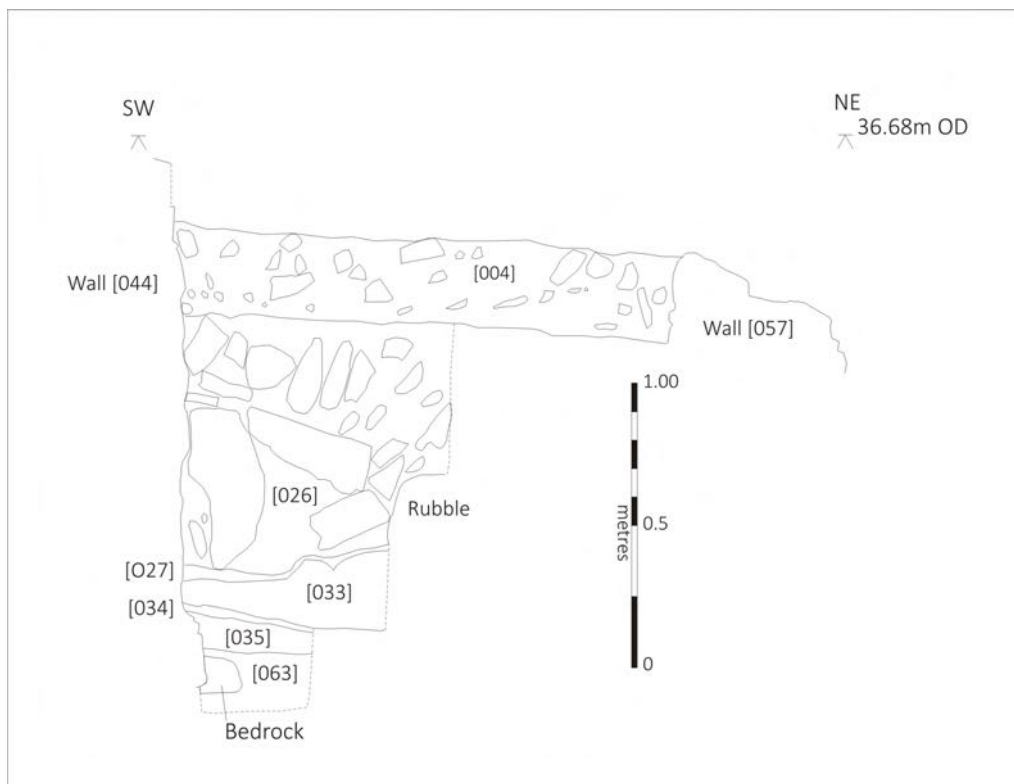 SW
NE
36.68m OD
[004]
Wall [044]
Wall [057]
1.00
[026]
Rubble
0.5
metres
[O27]
[033]
[034]
[035]
[063]
0
Bedrock